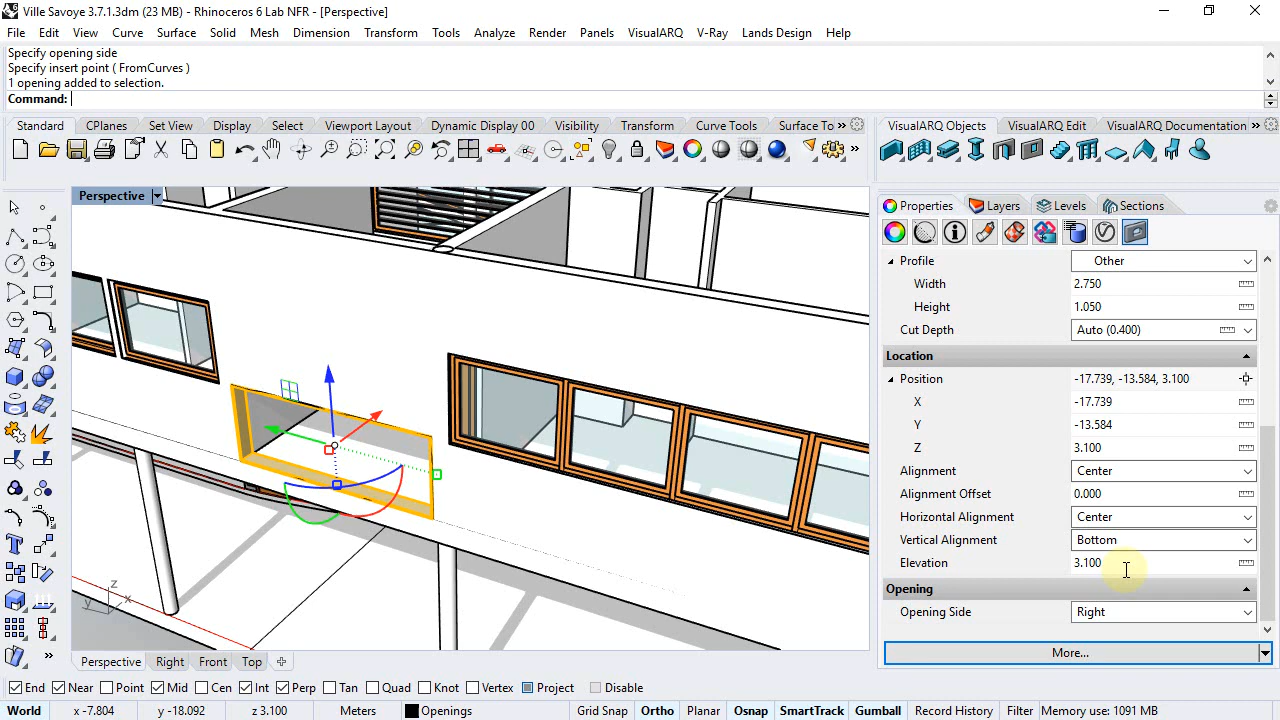 Ville Savoye 3.7.1.3dm (23 MB) - Rhinoceros 6 Lab NFR - [Perspective]
File Edit View Curve Surface Solid Mesh Dimension Transform Tools Analyze Render Panels VisualARQ V-Ray Lands Design Help
Specify opening side
Specify insert point ( FromCurves )
1 opening added to selection.
Command:
Standard CPlanes Set View Display Select Viewport Layout Dynamic Display 00 Visibility Transform Curve Tools Surface To »
VisualARQ Objects VisualARQ Edit VisualARQ Documentation »
Perspective
Properties Layers Levels Sections
Profile Other
Width 2.750
Height 1.050
Cut Depth Auto (0.400)
Location
Position -17.739, -13.584, 3.100
X -17.739
Y -13.584
Z 3.100
Alignment Center
Alignment Offset 0.000
Horizontal Alignment Center
Vertical Alignment Bottom
Elevation 3.100
Opening
Opening Side Right
More...
z
y x
Perspective Right Front Top
End Near Point Mid Cen Int Perp Tan Quad Knot Vertex Project Disable
World x -7.804 y -18.092 z 3.100 Meters Openings Grid Snap Ortho Planar Osnap SmartTrack Gumball Record History Filter Memory use: 1091 MB